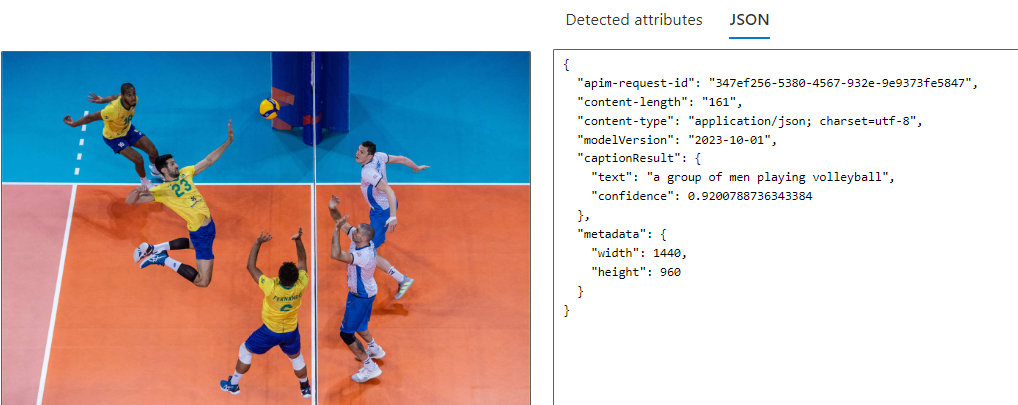 Detected attributes
JSON
{
"apim-request-id": "347ef256-5380-4567-932e-9e9373fe5847",
"content-length": "161",
"content-type": "application/json; charset=utf-8",
"modelVersion": "2023-10-01",
"captionResult": {
"text": "a group of men playing volleyball",
"confidence": 0.9200788736343384
},
"metadata": {
"width": 1440,
"height": 960
}
}
23
FERNANDO